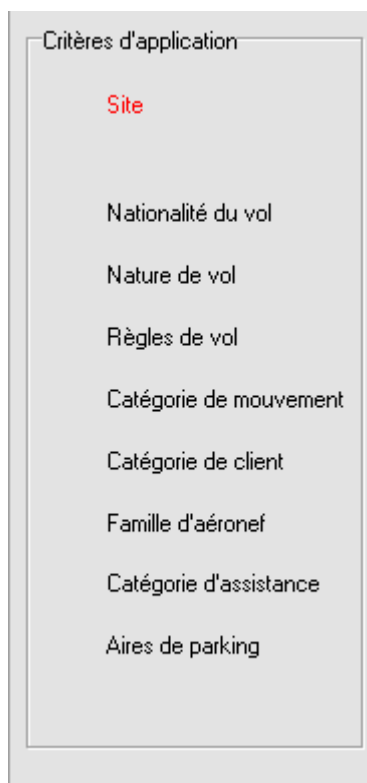 Critères d'application
Site
Nationalité du vol
Nature de vol
Règles de vol
Catégorie de mouvement
Catégorie de client
Famille d'aéronef
Catégorie d'assistance
Aires de parking